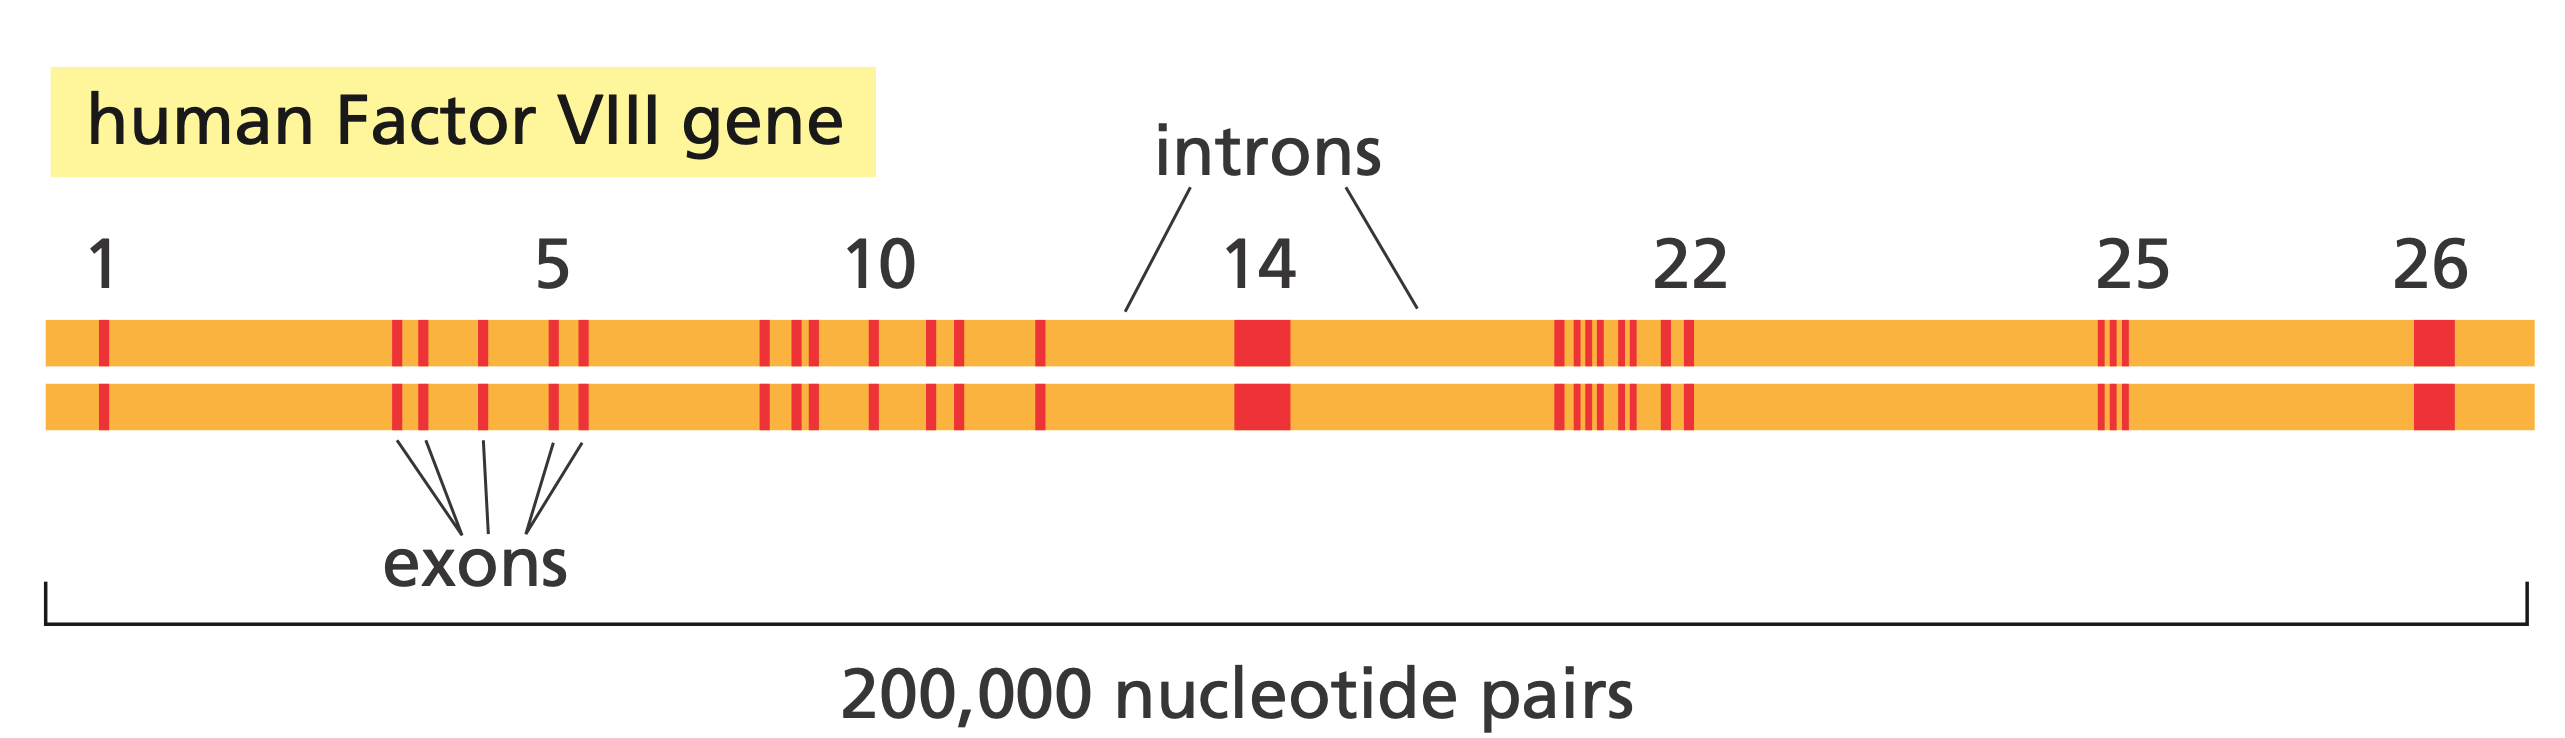 human Factor VIII gene
introns
1 5 10 14 22 25 26
exons
200,000 nucleotide pairs